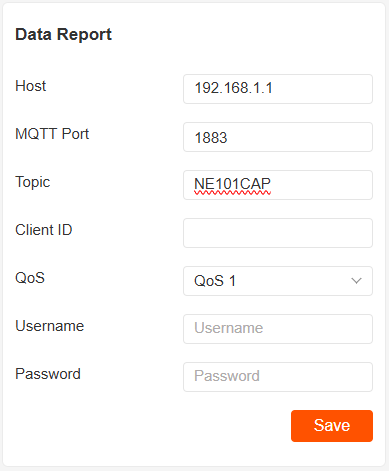 Data Report
Host 192.168.1.1
MQTT Port 1883
Topic NE101CAP
Client ID
QoS QoS 1
Username Username
Password Password
Save